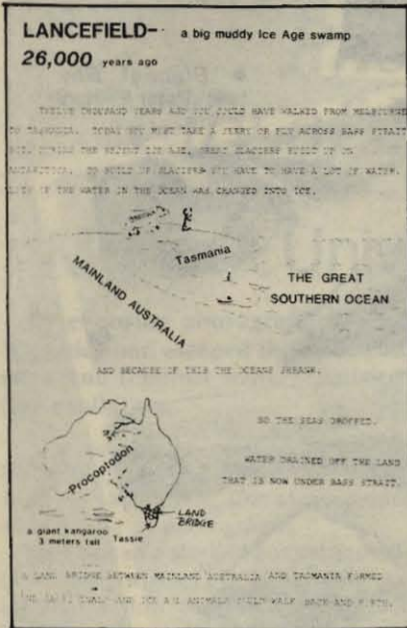 LANCEFIELD- a big muddy Ice Age swamp
26,000 years ago
TWELVE THOUSAND YEARS AGO YOU COULD HAVE WALKED FROM MELBOURNE
TO TASMANIA. TODAY YOU MUST TAKE A FERRY OR FLY ACROSS BASS STRAIT
DURING THE RECENT ICE AGE, GREAT GLACIERS BUILT UP ON
ANTARCTICA. TO BUILD UP GLACIERS YOU HAVE TO HAVE A LOT OF WATER.
OF THE WATER IN THE OCEAN WAS CHANGED INTO ICE.
Tasmania
MAINLAND AUSTRALIA
THE GREAT
SOUTHERN OCEAN
AND BECAUSE OF THIS THE OCEANS SHRANK.
SO THE SEAS DROPPED.
WATER DRAINED OFF THE LAND
THAT IS NOW UNDER BASS STRAIT.
Procoptodon
LAND
BRIDGE
a giant kangaroo
3 meters tall
Tassie
A LAND BRIDGE BETWEEN MAINLAND AUSTRALIA AND TASMANIA FORMED
AND ICE AGE ANIMALS COULD WALK BACK AND FORTH.